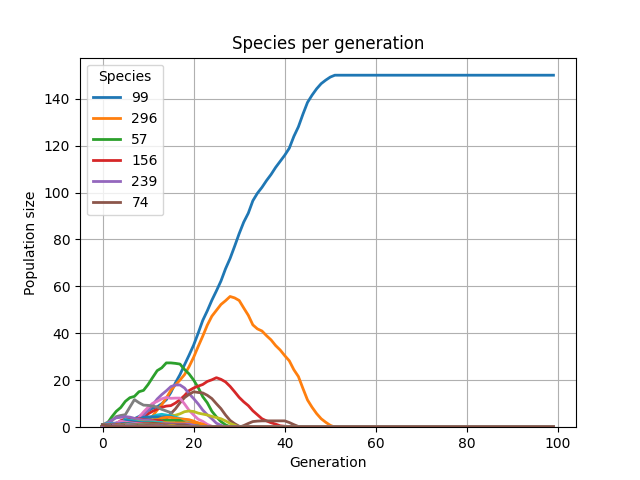 Species per generation
Species
99
296
57
156
239
74
Population size
140
120
100
80
60
40
20
0
0 20 40 60 80 100
Generation